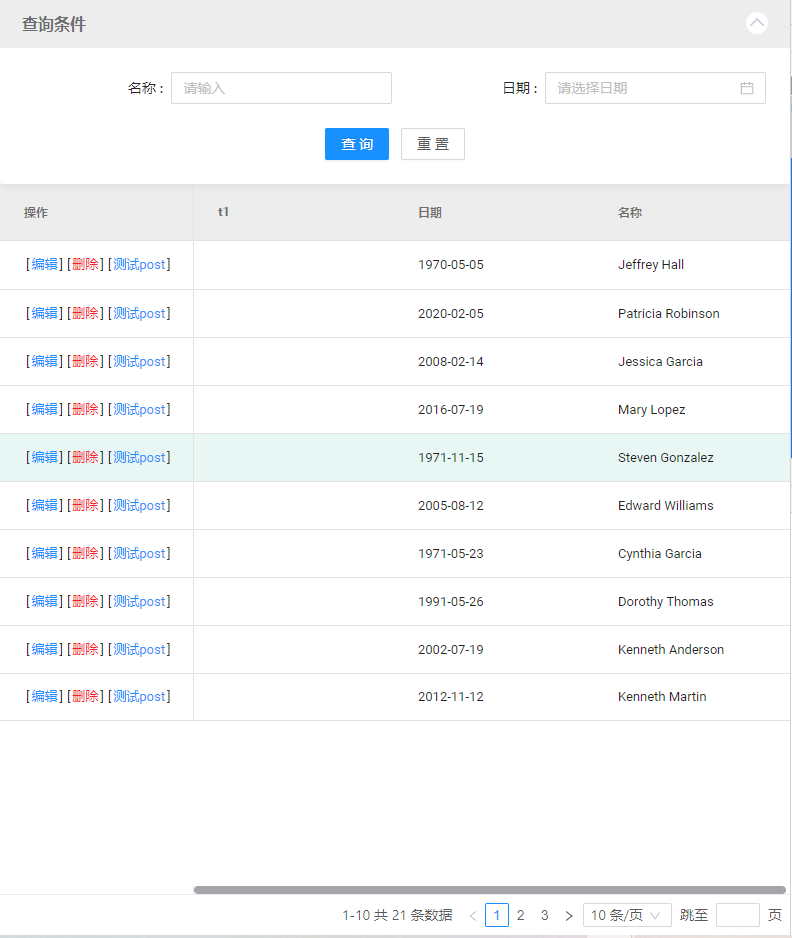 查询条件
名称 : 请输入 日期 : 请选择日期
查 询 重 置
操作 t1 日期 名称
[编辑] [删除] [测试post] 1970-05-05 Jeffrey Hall
[编辑] [删除] [测试post] 2020-02-05 Patricia Robinson
[编辑] [删除] [测试post] 2008-02-14 Jessica Garcia
[编辑] [删除] [测试post] 2016-07-19 Mary Lopez
[编辑] [删除] [测试post] 1971-11-15 Steven Gonzalez
[编辑] [删除] [测试post] 2005-08-12 Edward Williams
[编辑] [删除] [测试post] 1971-05-23 Cynthia Garcia
[编辑] [删除] [测试post] 1991-05-26 Dorothy Thomas
[编辑] [删除] [测试post] 2002-07-19 Kenneth Anderson
[编辑] [删除] [测试post] 2012-11-12 Kenneth Martin
1-10 共 21 条数据 < 1 2 3 > 10 条/页 跳至 页